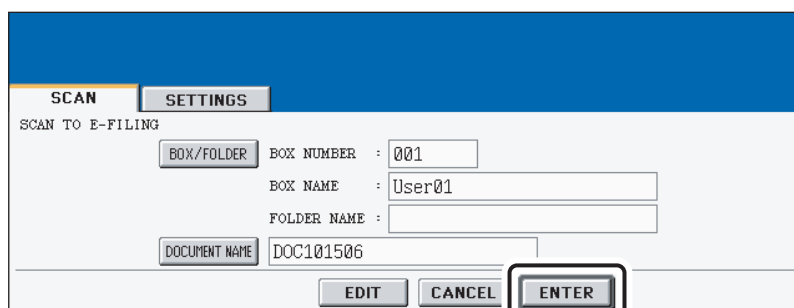 SCAN SETTINGS
SCAN TO E-FILING
BOX/FOLDER BOX NUMBER : 001
BOX NAME : User01
FOLDER NAME :
DOCUMENT NAME DOC101506
EDIT CANCEL ENTER